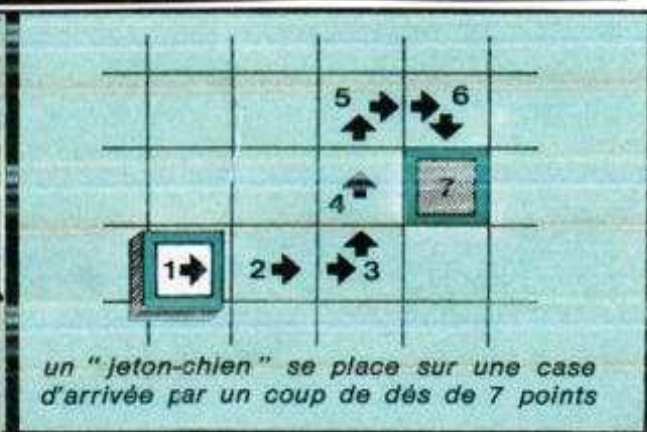 5 6
4 7
1 2 3
un "jeton-chien" se place sur une case
d'arrivée par un coup de dés de 7 points